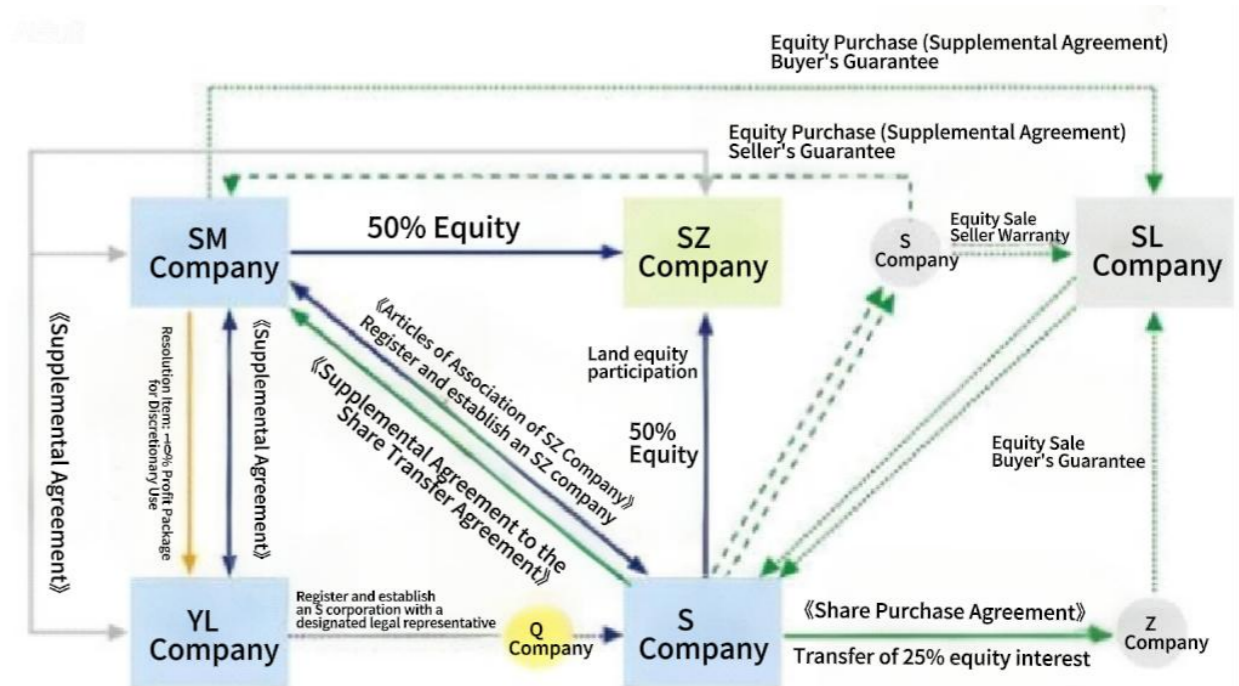 Equity Purchase (Supplemental Agreement)
Buyer's Guarantee
Equity Purchase (Supplemental Agreement)
Seller's Guarantee
SM
Company
50% Equity
SZ
Company
S
Company
Equity Sale
Seller Warranty
SL
Company
《Supplemental Agreement》
Resolution Item: % Profit Package
for Discretionary Use
《Supplemental Agreement》
《Articles of Association of SZ Company》
Register and establish an SZ company
《Supplemental Agreement to the
Share Transfer Agreement》
Land equity
participation
50%
Equity
Equity Sale
Buyer's Guarantee
YL
Company
Register and establish
an S corporation with a
designated legal representative
Q
Company
S
Company
《Share Purchase Agreement》
Transfer of 25% equity interest
Z
Company